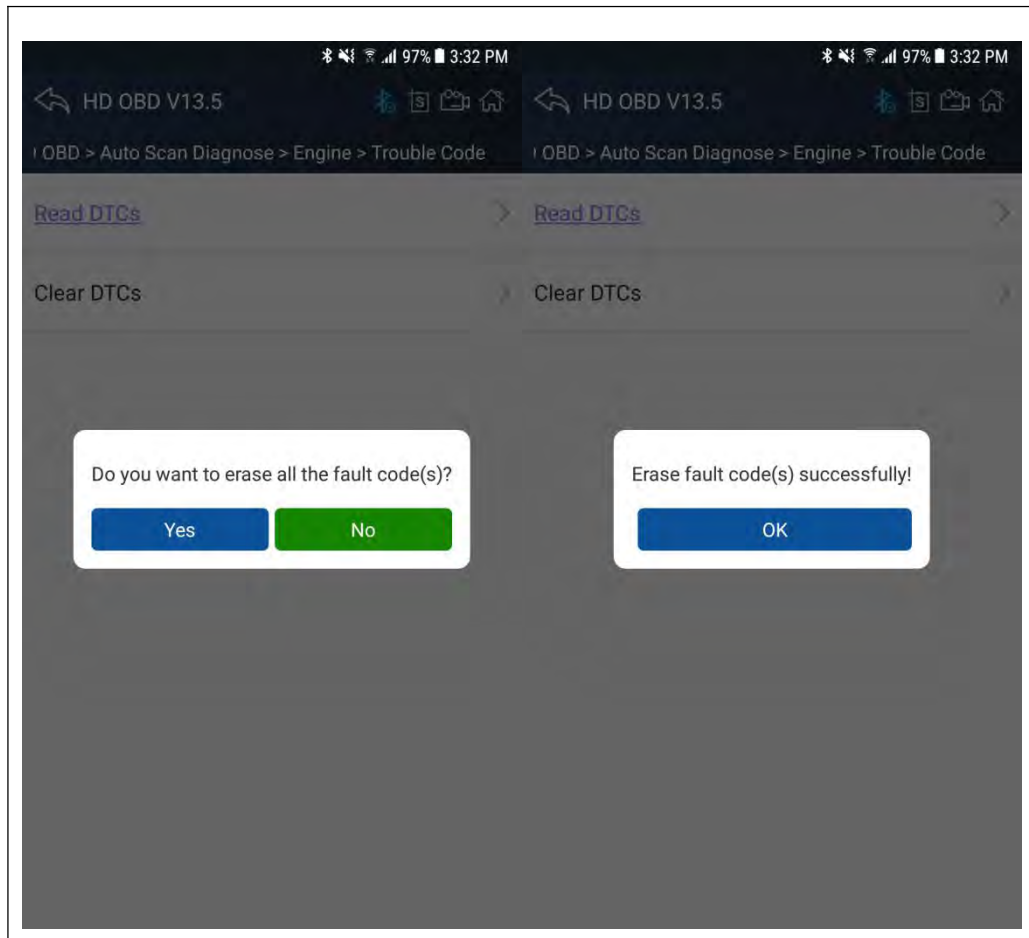 97% 3:32 PM
HD OBD V13.5
OBD > Auto Scan Diagnose > Engine > Trouble Code
Read DTCs
Clear DTCs
Do you want to erase all the fault code(s)?
Yes
No
97% 3:32 PM
HD OBD V13.5
OBD > Auto Scan Diagnose > Engine > Trouble Code
Read DTCs
Clear DTCs
Erase fault code(s) successfully!
OK